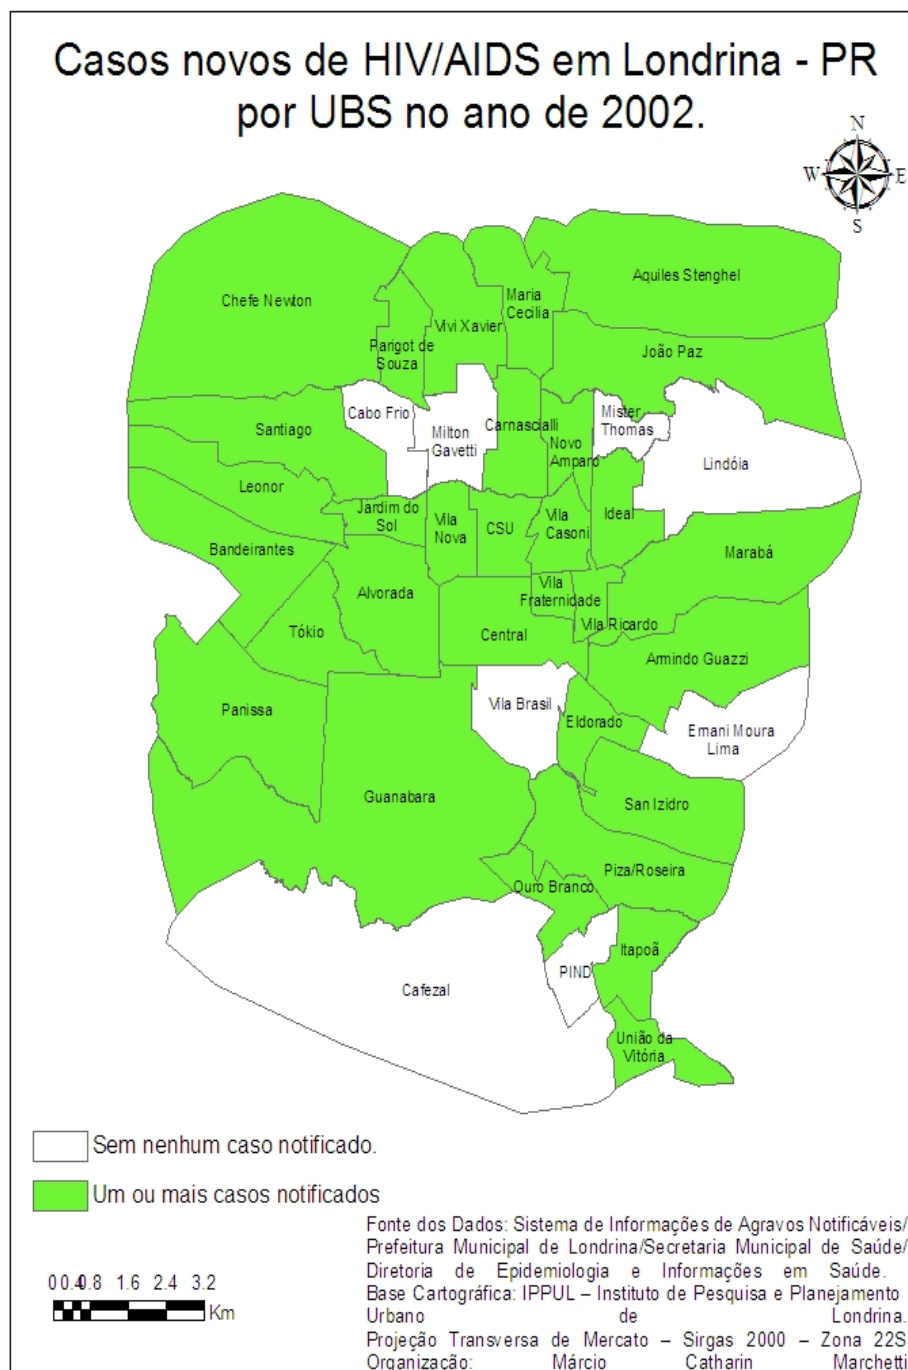 Casos novos de HIV/AIDS em Londrina - PR
por UBS no ano de 2002.
N
W
E
S
Chefe Newton
Aquiles Stenghel
Maria
Cecilia
Vivi Xavier
Parigot de
Souza
João Paz
Cabo Frio
Milton
Gavetti
Carnascialli
Mister
Thomas
Novo
Amparo
Santiago
Lindóia
Leonor
Jardim do
Sol
Vila
Nova
CSU
Vila
Casoni
Ideal
Bandeirantes
Marabá
Alvorada
Vila
Fraternidade
Tókio
Central
Vila Ricardo
Armindo Guazzi
Panissa
Vila Brasil
Eldorado
Ernani Moura
Lima
Guanabara
San Izidro
Piza/Roseira
Ouro Branco
Itapoã
PIND
Cafezal
União da
Vitória
Sem nenhum caso notificado.
Um ou mais casos notificados
0 0.4 0.8 1.6 2.4 3.2
Km
Fonte dos Dados: Sistema de Informações de Agravos Notificáveis/
Prefeitura Municipal de Londrina/Secretaria Municipal de Saúde/
Diretoria de Epidemiologia e Informações em Saúde.
Base Cartográfica: IPPUL – Instituto de Pesquisa e Planejamento
Urbano de Londrina.
Projeção Transversa de Mercato – Sirgas 2000 – Zona 22S
Organização: Márcio Catharin Marchetti